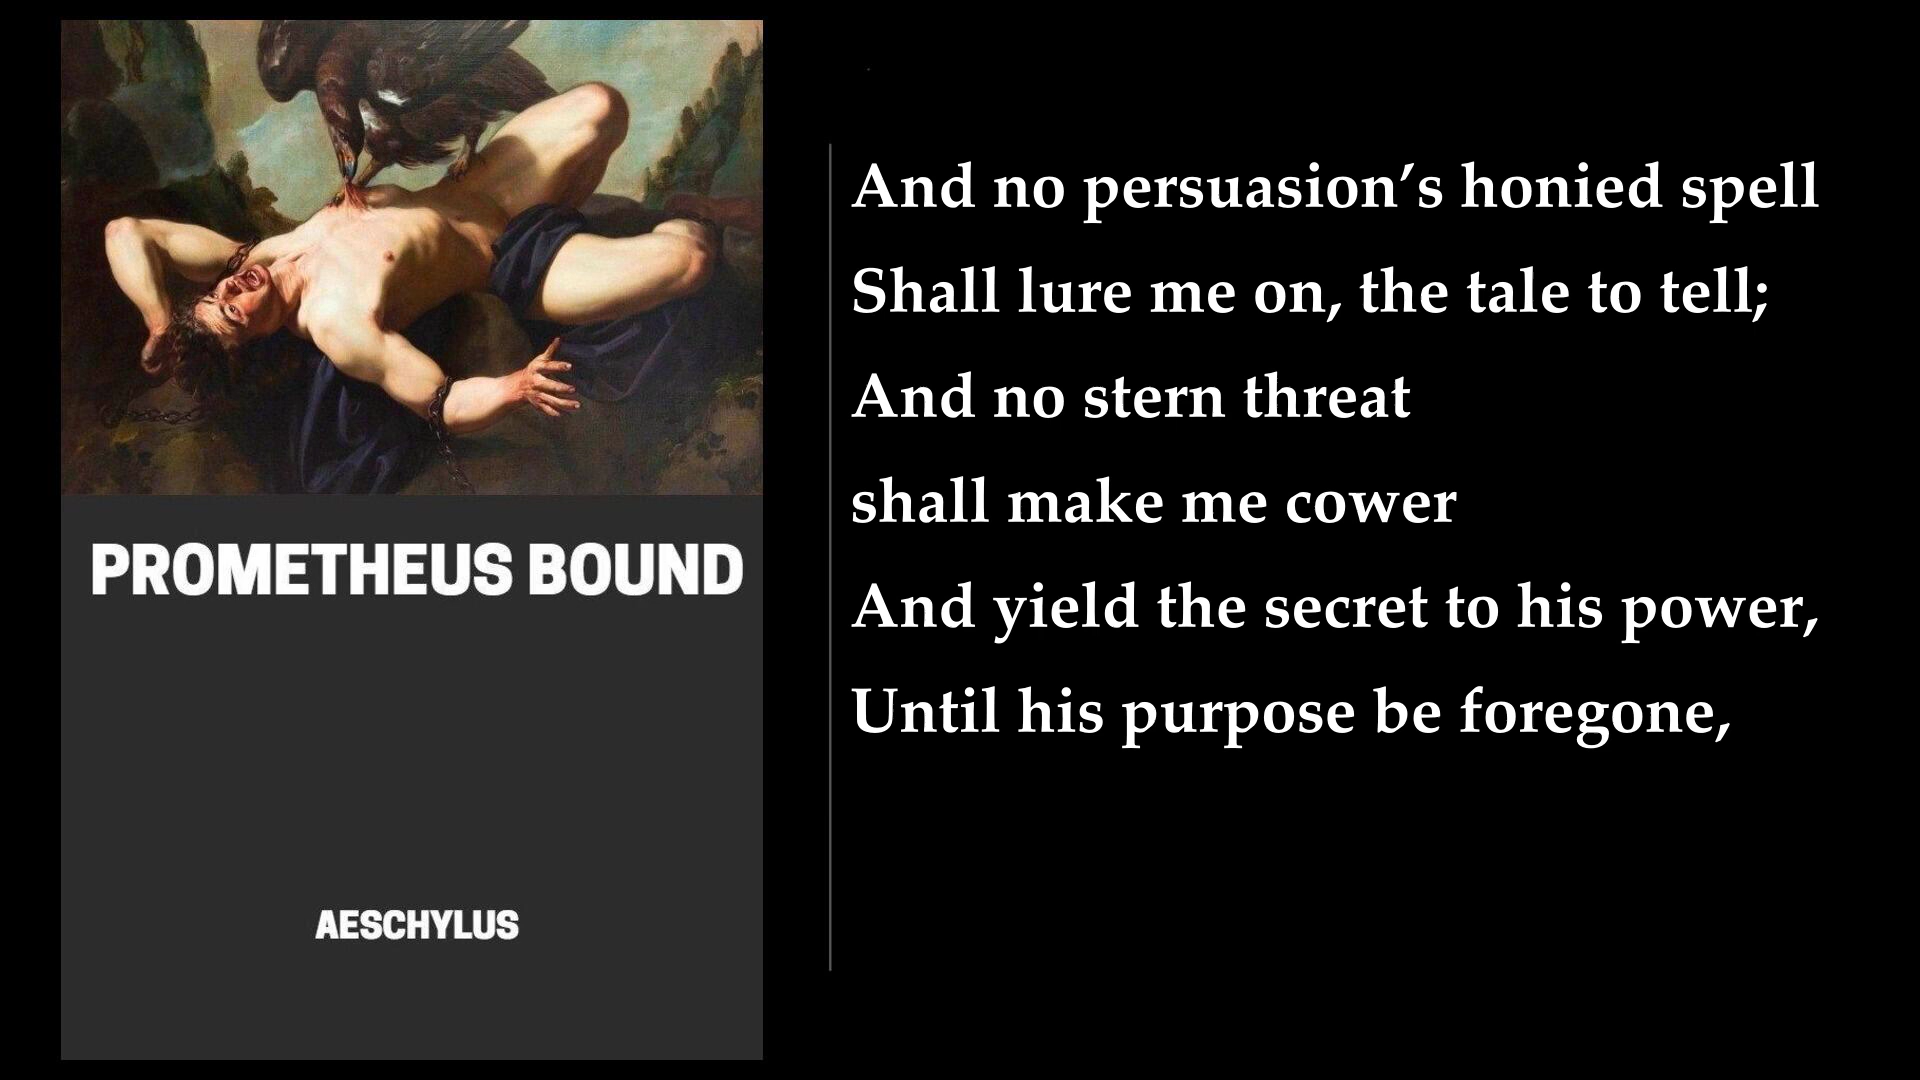 PROMETHEUS BOUND
AESCHYLUS
And no persuasion’s honied spell
Shall lure me on, the tale to tell;
And no stern threat
shall make me cower
And yield the secret to his power,
Until his purpose be foregone,